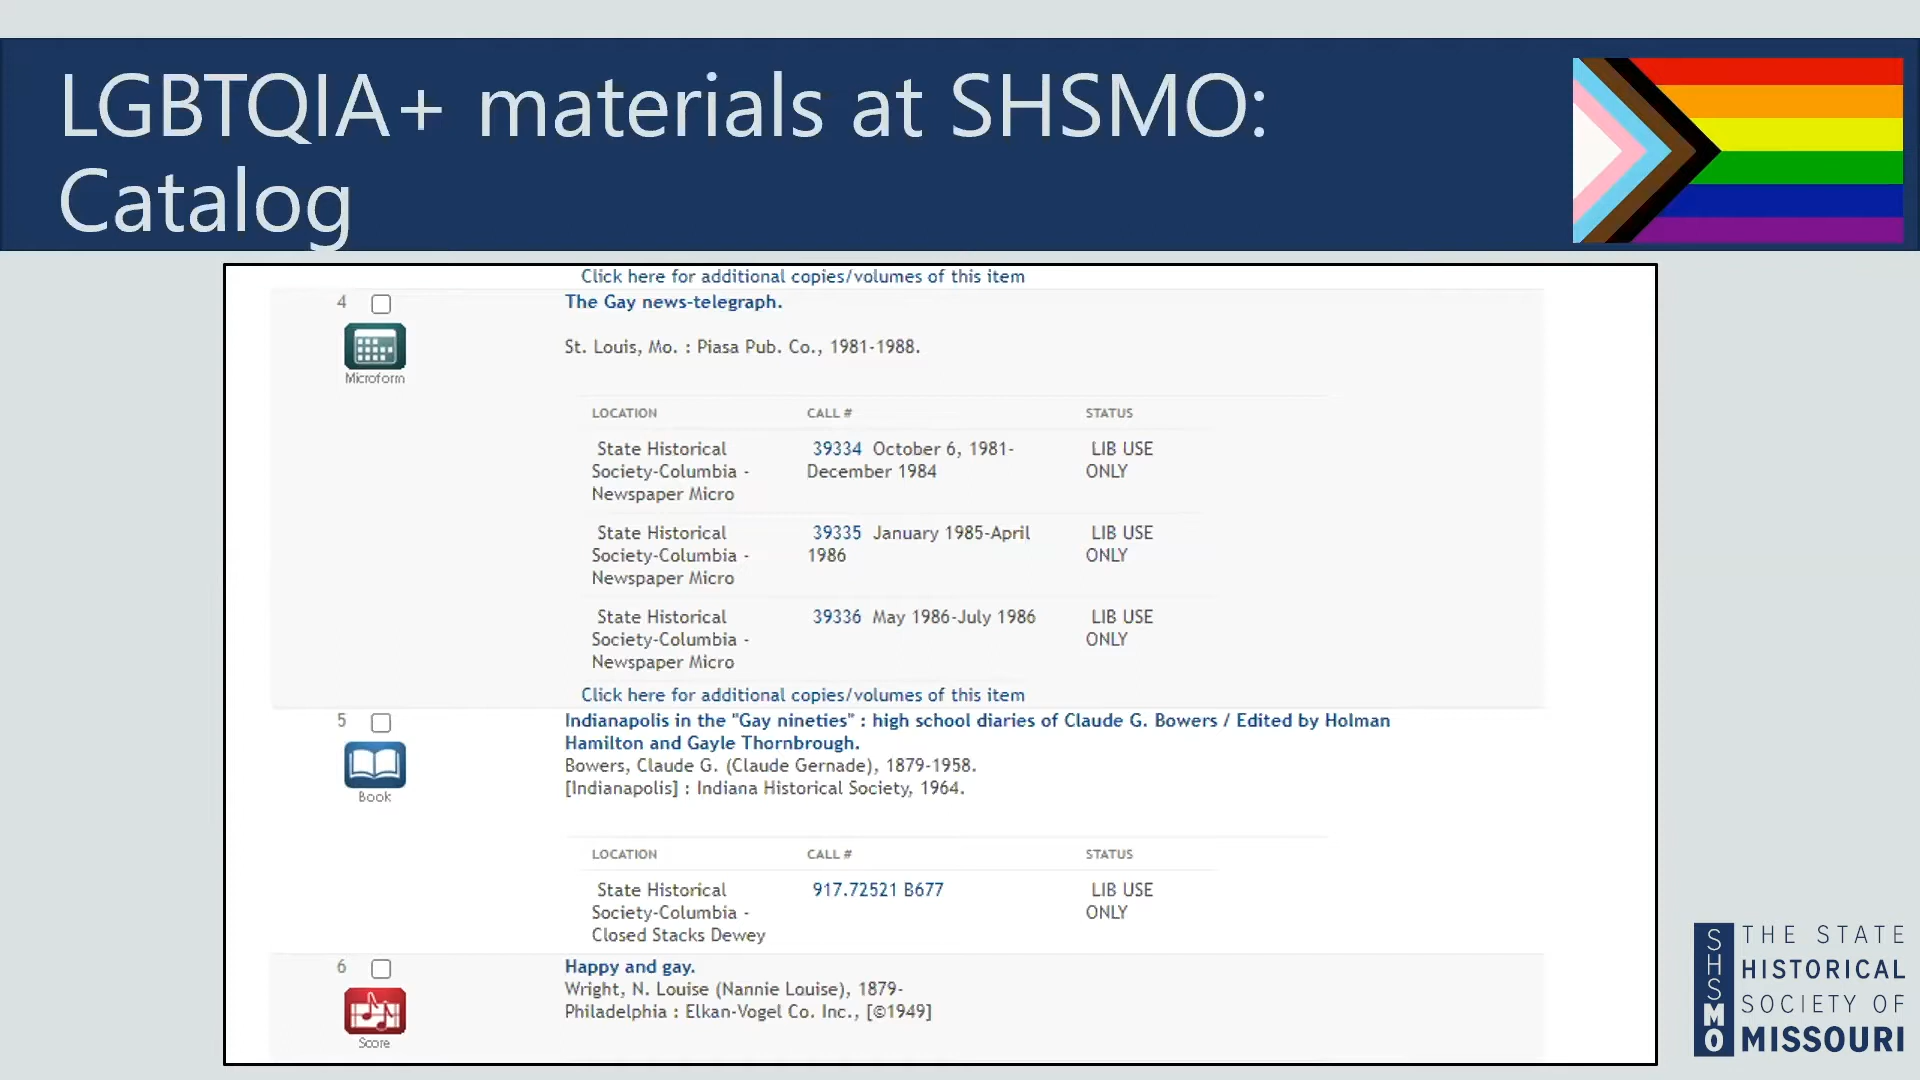 LGBTQIA+ materials at SHSMO:
Catalog
Click here for additional copies/volumes of this item
4
The Gay news-telegraph.
Microform
St. Louis, Mo. : Piasa Pub. Co., 1981-1988.
LOCATION CALL # STATUS
State Historical 39334 October 6, 1981- LIB USE
Society-Columbia - December 1984 ONLY
Newspaper Micro
State Historical 39335 January 1985-April LIB USE
Society-Columbia - 1986 ONLY
Newspaper Micro
State Historical 39336 May 1986-July 1986 LIB USE
Society-Columbia - ONLY
Newspaper Micro
Click here for additional copies/volumes of this item
5
Indianapolis in the "Gay nineties" : high school diaries of Claude G. Bowers / Edited by Holman
Hamilton and Gayle Thornbrough.
Bowers, Claude G. (Claude Gernade), 1879-1958.
[Indianapolis] : Indiana Historical Society, 1964.
Book
LOCATION CALL # STATUS
State Historical 917.72521 B677 LIB USE
Society-Columbia - ONLY
Closed Stacks Dewey
6
Happy and gay.
Wright, N. Louise (Nannie Louise), 1879-
Philadelphia : Elkan-Vogel Co. Inc., [©1949]
Score
SHSMO
THE STATE
HISTORICAL
SOCIETY OF
MISSOURI